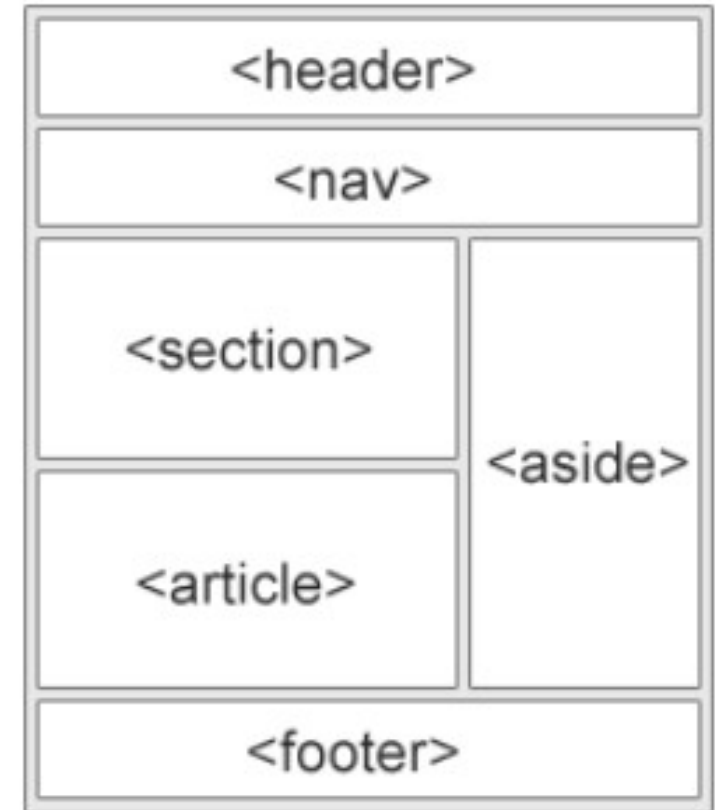 <header>
<nav>
<section>
<aside>
<article>
<footer>